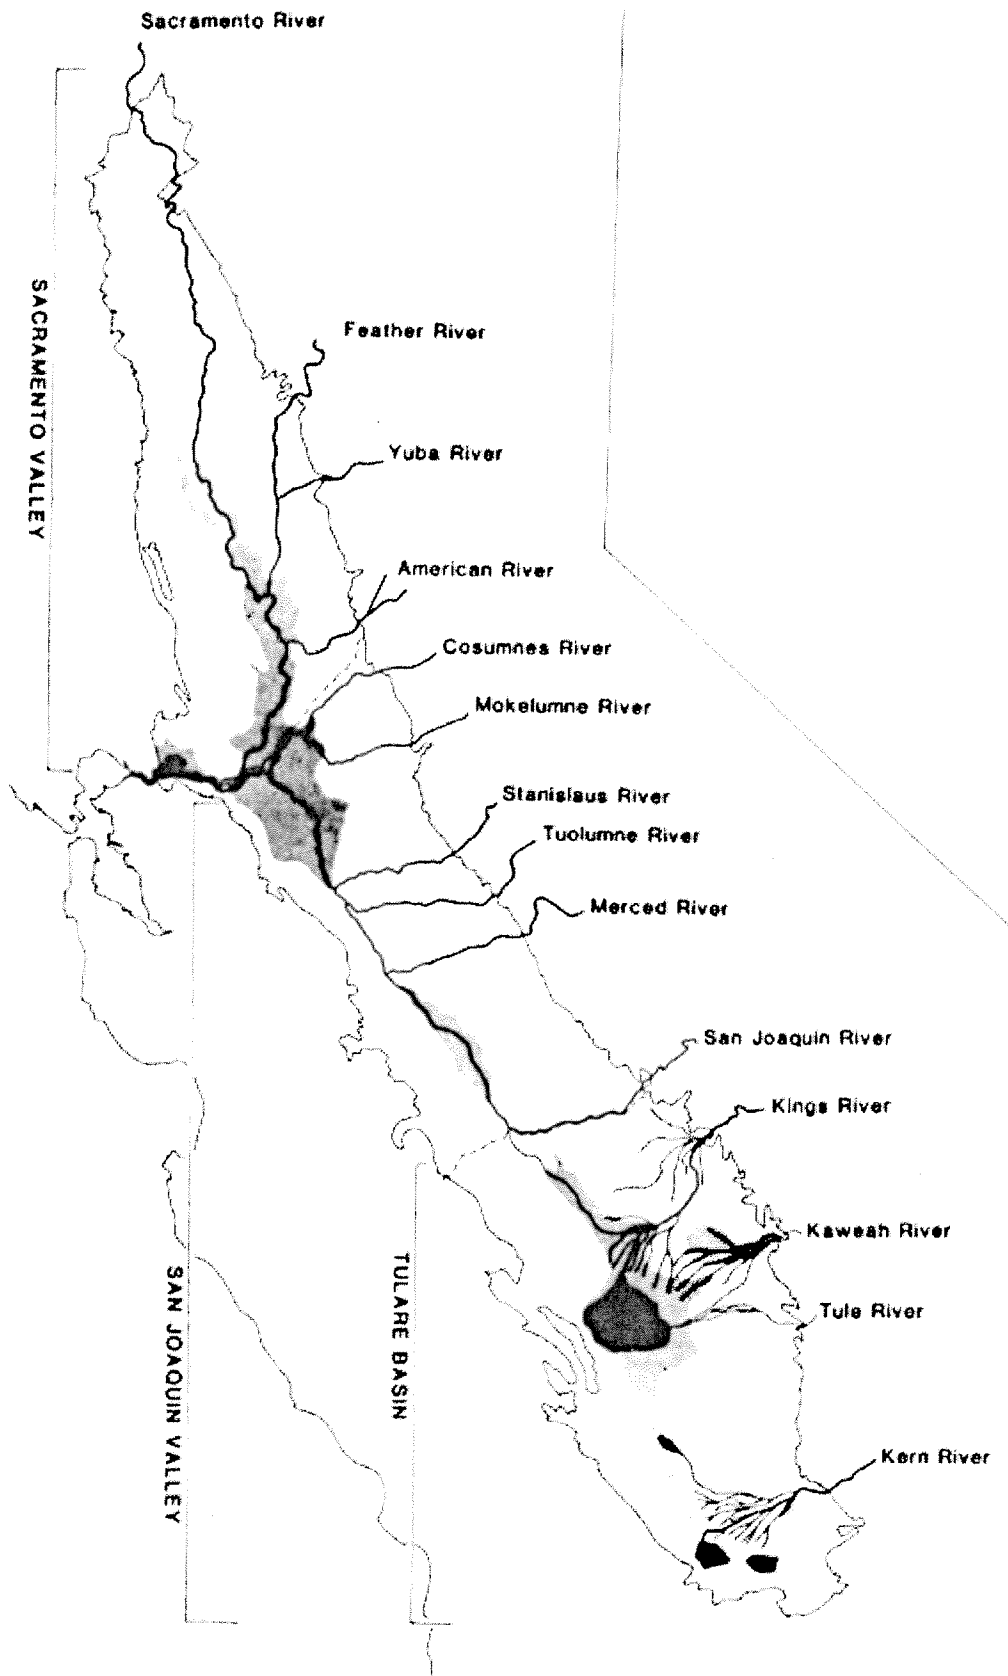 Sacramento River
SACRAMENTO VALLEY
Feather River
Yuba River
American River
Cosumnes River
Mokelumne River
Stanislaus River
Tuolumne River
Merced River
San Joaquin River
Kings River
Kaweah River
Tule River
TULARE BASIN
SAN JOAQUIN VALLEY
Kern River